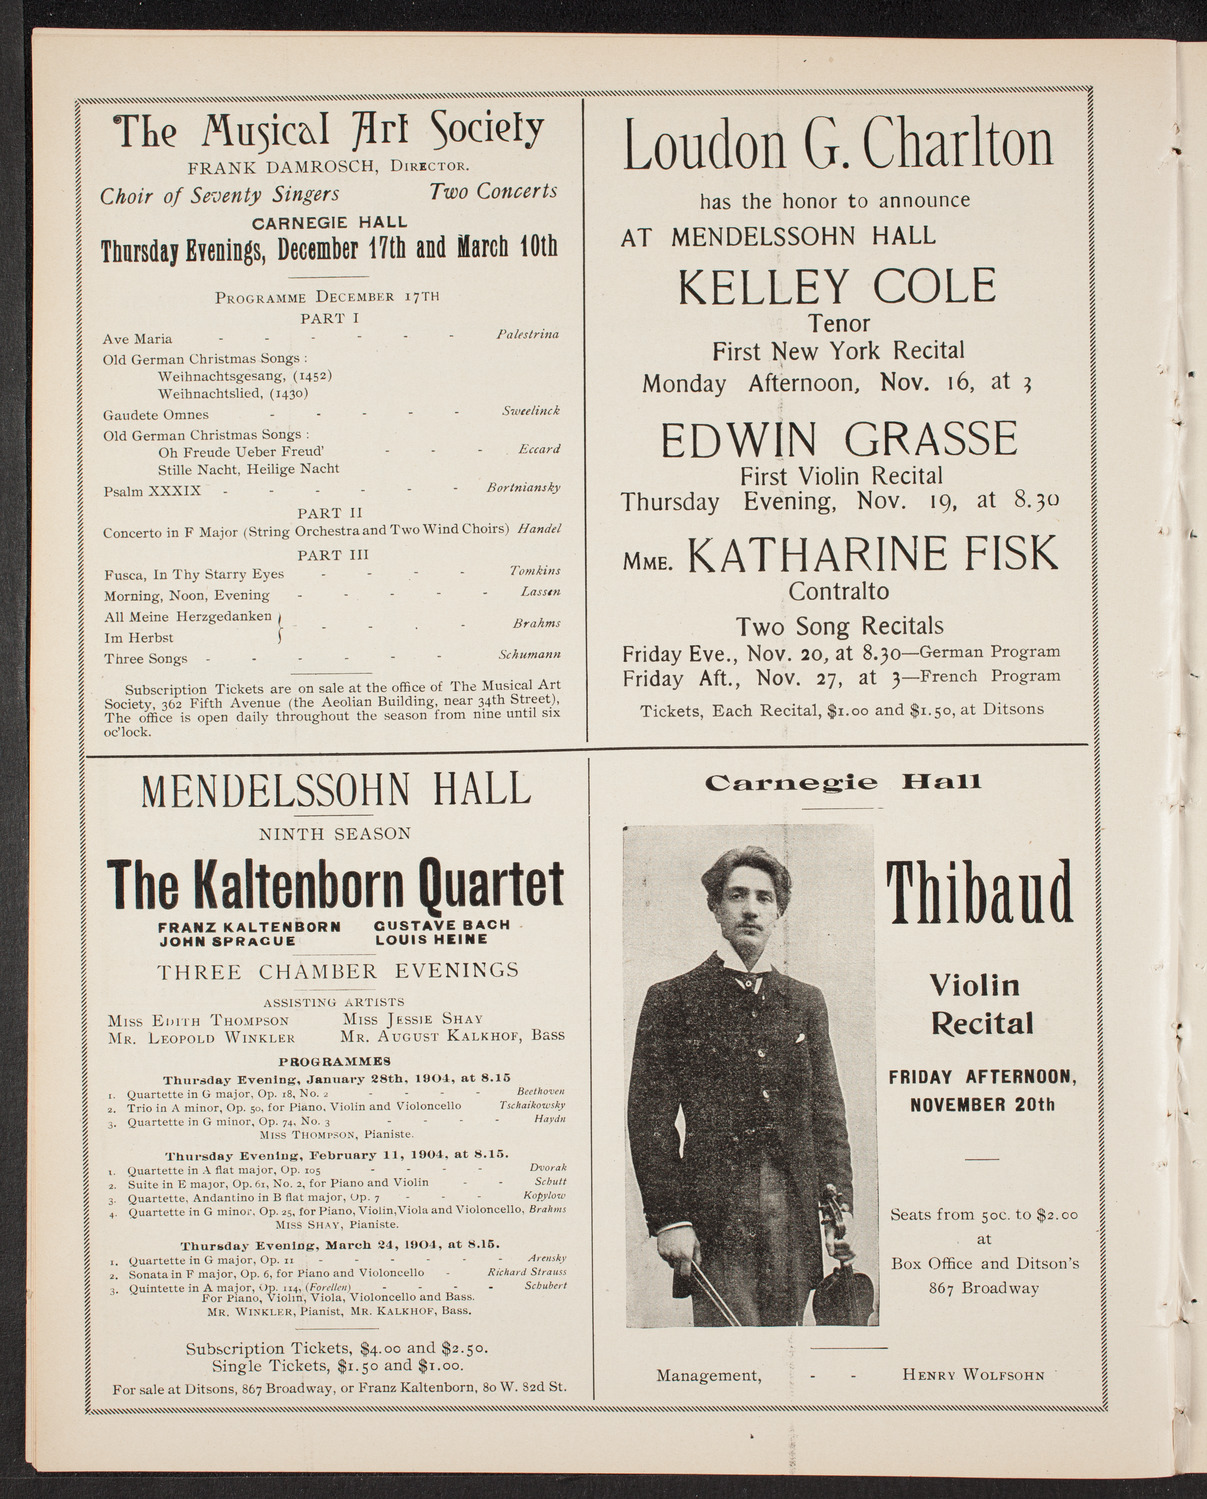 The Musical Art Society
FRANK DAMROSCH, DIRECTOR.
Choir of Seventy Singers Two Concerts
CARNEGIE HALL
Thursday Evenings, December 17th and March 10th
PROGRAMME DECEMBER 17TH
PART I
Ave Maria - - - - - - Palestrina
Old German Christmas Songs :
Weihnachtsgesang, (1452)
Weihnachtslied, (1430)
Gaudete Omnes - - - - - Sweelinck
Old German Christmas Songs :
Oh Freude Ueber Freud' - - - Eccard
Stille Nacht, Heilige Nacht
Psalm XXXIX - - - - - - Bortniansky
PART II
Concerto in F Major (String Orchestra and Two Wind Choirs) Handel
PART III
Fusca, In Thy Starry Eyes - - - - Tomkins
Morning, Noon, Evening - - - - - Lassen
All Meine Herzgedanken }
Im Herbst } - - - - - Brahms
Three Songs - - - - - - Schumann
Subscription Tickets are on sale at the office of The Musical Art
Society, 362 Fifth Avenue (the Aeolian Building, near 34th Street),
The office is open daily throughout the season from nine until six
oc'lock.
Loudon G. Charlton
has the honor to announce
AT MENDELSSOHN HALL
KELLEY COLE
Tenor
First New York Recital
Monday Afternoon, Nov. 16, at 3
EDWIN GRASSE
First Violin Recital
Thursday Evening, Nov. 19, at 8.30
MME. KATHARINE FISK
Contralto
Two Song Recitals
Friday Eve., Nov. 20, at 8.30—German Program
Friday Aft., Nov. 27, at 3—French Program
Tickets, Each Recital, $1.00 and $1.50, at Ditsons
MENDELSSOHN HALL
NINTH SEASON
The Kaltenborn Quartet
FRANZ KALTENBORN GUSTAVE BACH
JOHN SPRAGUE LOUIS HEINE
THREE CHAMBER EVENINGS
ASSISTING ARTISTS
MISS EDITH THOMPSON MISS JESSIE SHAY
MR. LEOPOLD WINKLER MR. AUGUST KALKHOF, Bass
PROGRAMMES
Thursday Evening, January 28th, 1904, at 8.15
1. Quartette in G major, Op. 18, No. 2 - - - - Beethoven
2. Trio in A minor, Op. 50, for Piano, Violin and Violoncello Tschaikowsky
3. Quartette in G minor, Op. 74, No. 3 - - - - Haydn
MISS THOMPSON, Pianiste.
Thursday Evening, February 11, 1904, at 8.15.
1. Quartette in A flat major, Op. 105 - - - - Dvorak
2. Suite in E major, Op. 61, No. 2, for Piano and Violin - - Schutt
3. Quartette, Andantino in B flat major, Op. 7 - - - Kopylow
4. Quartette in G minor, Op. 25, for Piano, Violin, Viola and Violoncello, Brahms
MISS SHAY, Pianiste.
Thursday Evening, March 24, 1904, at 8.15.
1. Quartette in G major, Op. 11 - - - - - Arensky
2. Sonata in F major, Op. 6, for Piano and Violoncello - Richard Strauss
3. Quintette in A major, Op. 114, (Forellen) - - - - Schubert
For Piano, Violin, Viola, Violoncello and Bass.
MR. WINKLER, Pianist, MR. KALKHOF, Bass.
Subscription Tickets, $4.00 and $2.50.
Single Tickets, $1.50 and $1.00.
For sale at Ditsons, 867 Broadway, or Franz Kaltenborn, 80 W. 82d St.
Carnegie Hall
Thibaud
Violin
Recital
FRIDAY AFTERNOON,
NOVEMBER 20th
Seats from 50c. to $2.00
at
Box Office and Ditson's
867 Broadway
Management, - - HENRY WOLFSOHN